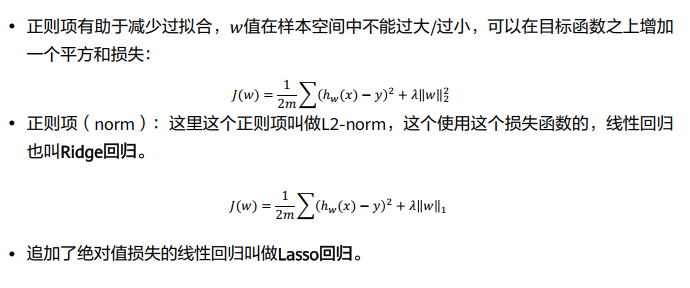 • 正则项有助于减少过拟合，w值在样本空间中不能过大/过小，可以在目标函数之上增加
一个平方和损失：
J(w) = \frac{1}{2m}\sum(h_w(x) − y)^2 + λ‖w‖_2^2
• 正则项（norm）：这里这个正则项叫做L2-norm，这个使用这个损失函数的，线性回归
也叫Ridge回归。
J(w) = \frac{1}{2m}\sum(h_w(x) − y)^2 + λ‖w‖_1
• 追加了绝对值损失的线性回归叫做Lasso回归。